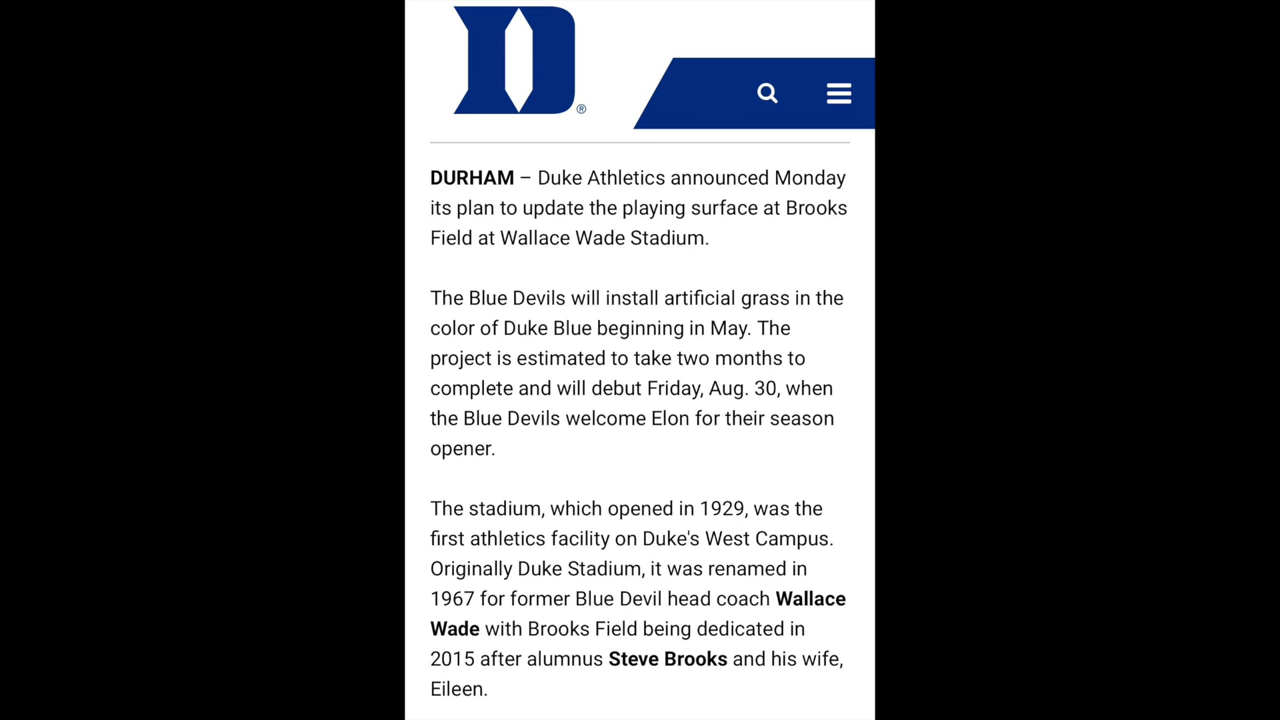 D®
DURHAM – Duke Athletics announced Monday
its plan to update the playing surface at Brooks
Field at Wallace Wade Stadium.
The Blue Devils will install artificial grass in the
color of Duke Blue beginning in May. The
project is estimated to take two months to
complete and will debut Friday, Aug. 30, when
the Blue Devils welcome Elon for their season
opener.
The stadium, which opened in 1929, was the
first athletics facility on Duke's West Campus.
Originally Duke Stadium, it was renamed in
1967 for former Blue Devil head coach Wallace
Wade with Brooks Field being dedicated in
2015 after alumnus Steve Brooks and his wife,
Eileen.